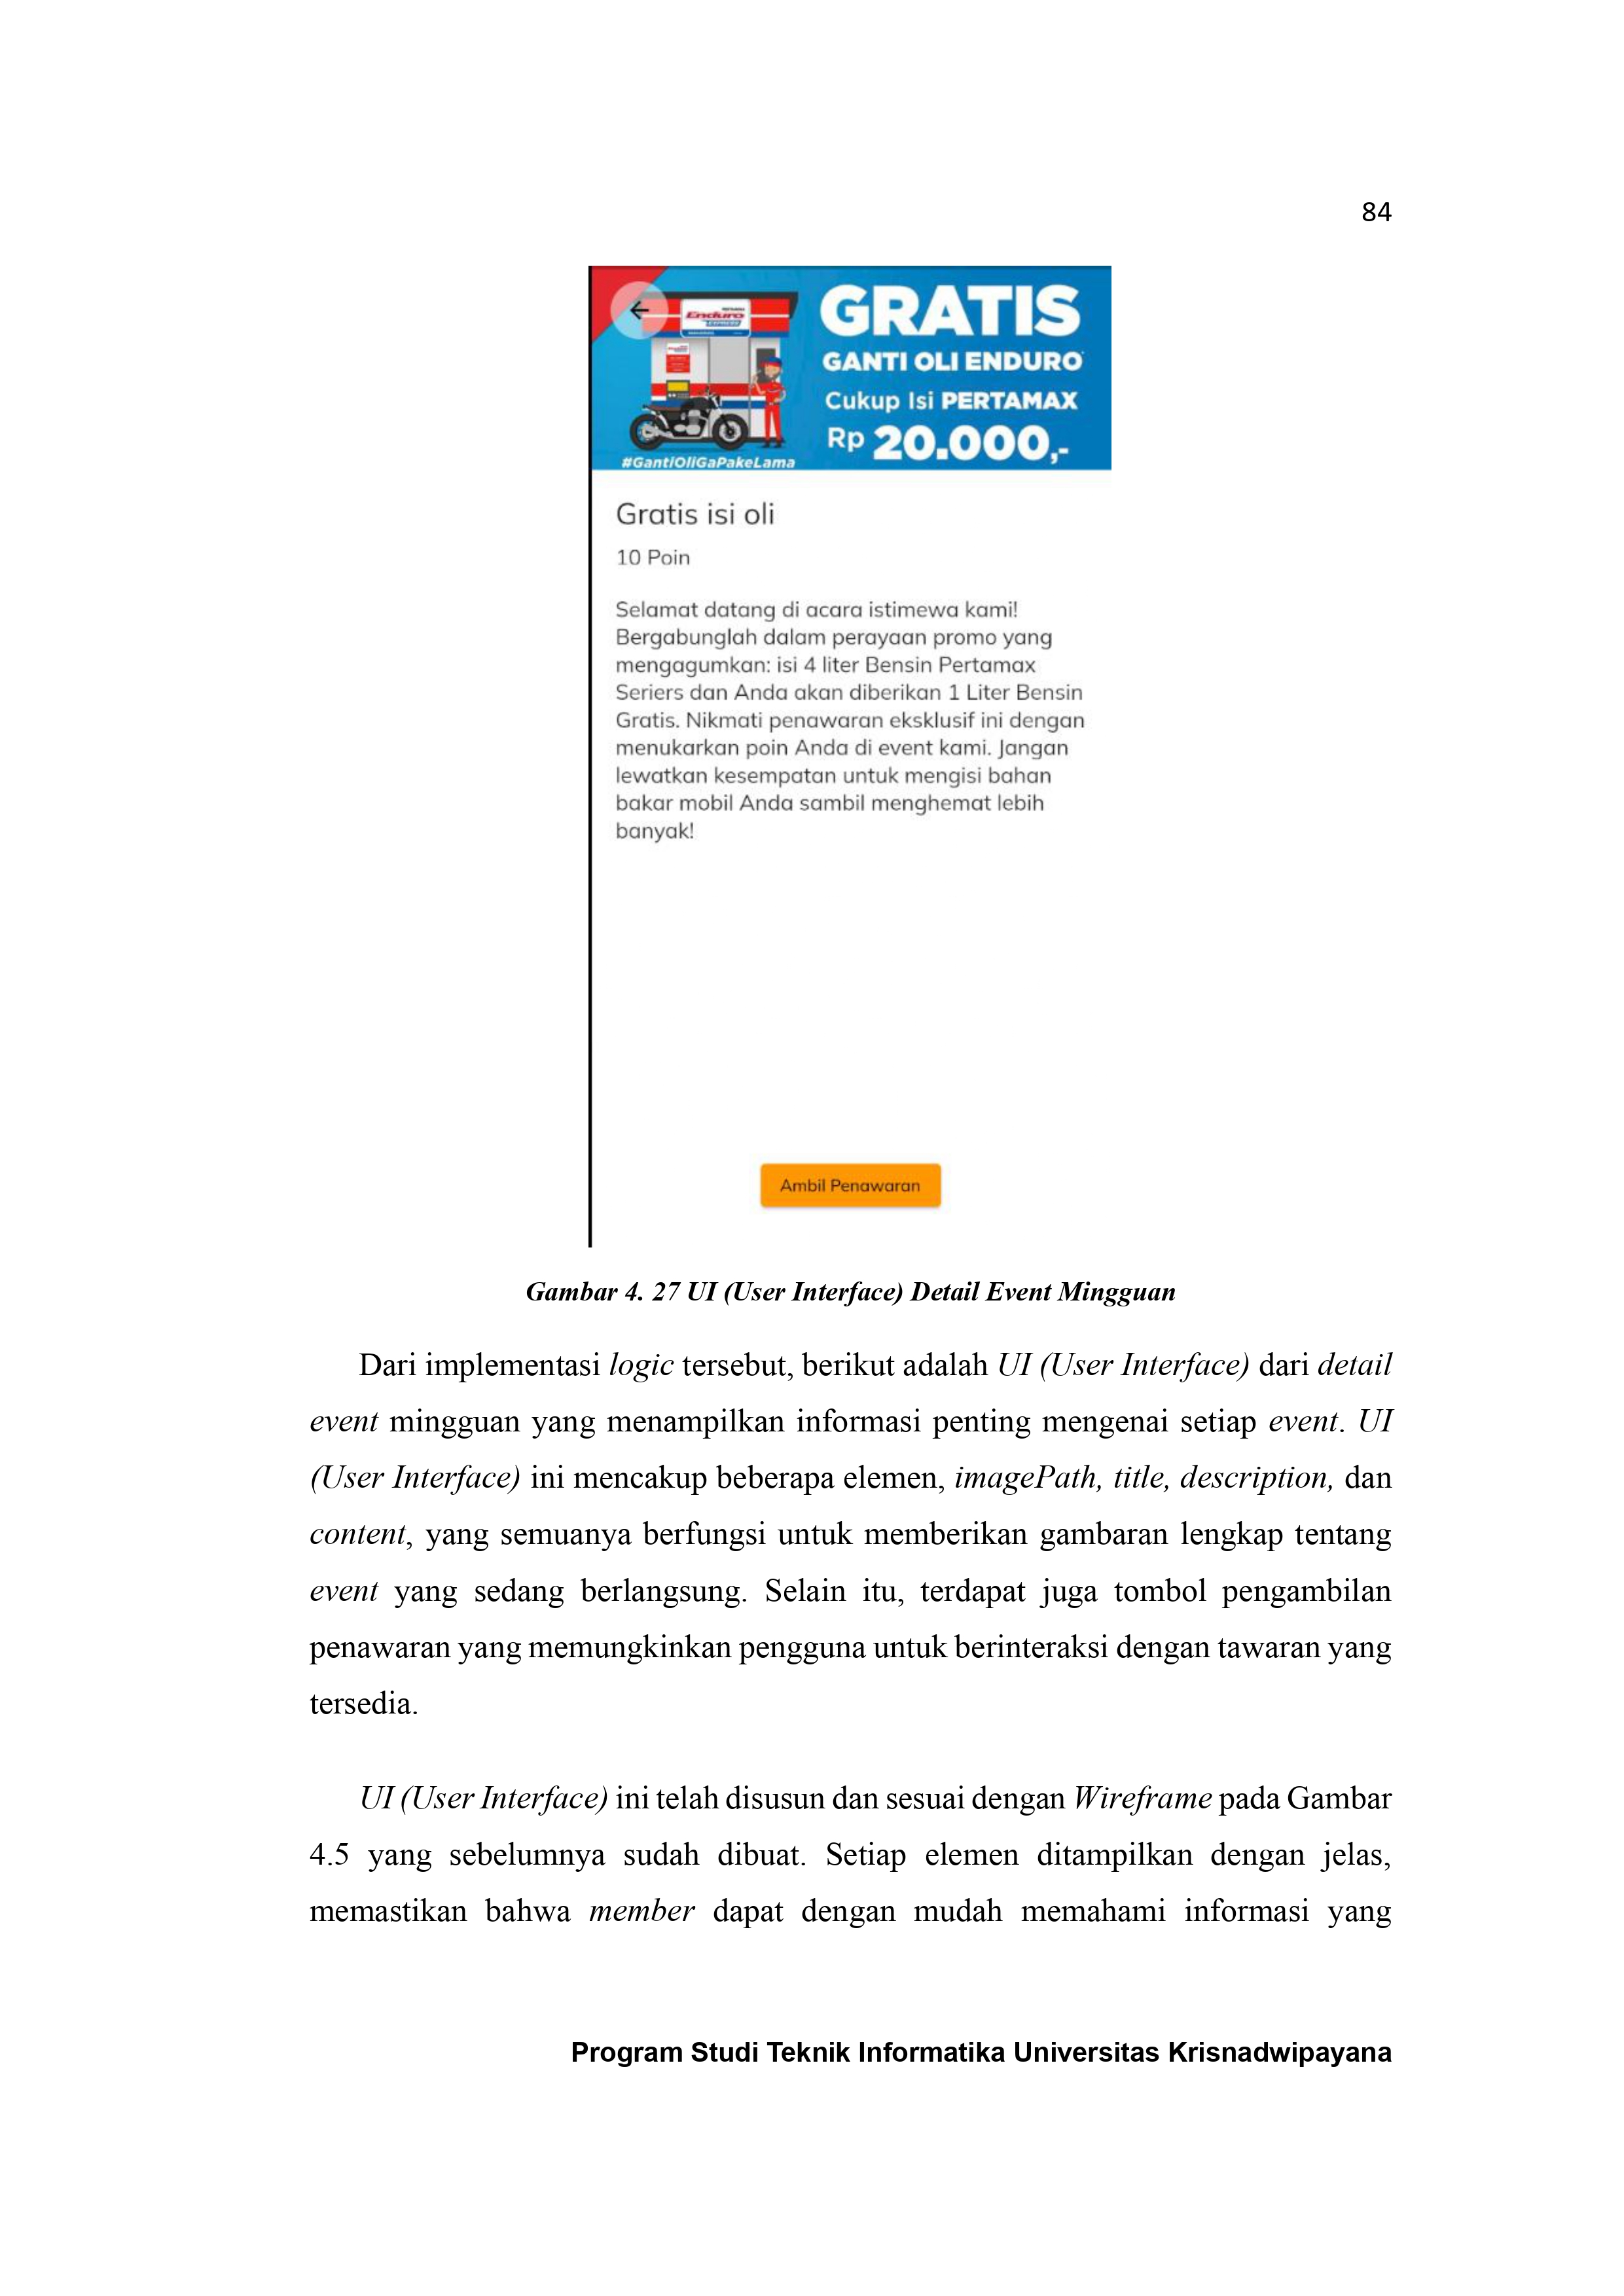 84
Enduro
EXPRESS
GRATIS
GANTI OLI ENDURO
Cukup Isi PERTAMAX
Rp 20.000,-
#GantiOliGaPakeLama
Gratis isi oli
10 Poin
Selamat datang di acara istimewa kami!
Bergabunglah dalam perayaan promo yang
mengagumkan: isi 4 liter Bensin Pertamax
Seriers dan Anda akan diberikan 1 Liter Bensin
Gratis. Nikmati penawaran eksklusif ini dengan
menukarkan poin Anda di event kami. Jangan
lewatkan kesempatan untuk mengisi bahan
bakar mobil Anda sambil menghemat lebih
banyak!
Ambil Penawaran
Gambar 4. 27 UI (User Interface) Detail Event Mingguan
Dari implementasi logic tersebut, berikut adalah UI (User Interface) dari detail
event mingguan yang menampilkan informasi penting mengenai setiap event. UI
(User Interface) ini mencakup beberapa elemen, imagePath, title, description, dan
content, yang semuanya berfungsi untuk memberikan gambaran lengkap tentang
event yang sedang berlangsung. Selain itu, terdapat juga tombol pengambilan
penawaran yang memungkinkan pengguna untuk berinteraksi dengan tawaran yang
tersedia.
UI (User Interface) ini telah disusun dan sesuai dengan Wireframe pada Gambar
4.5 yang sebelumnya sudah dibuat. Setiap elemen ditampilkan dengan jelas,
memastikan bahwa member dapat dengan mudah memahami informasi yang
Program Studi Teknik Informatika Universitas Krisnadwipayana